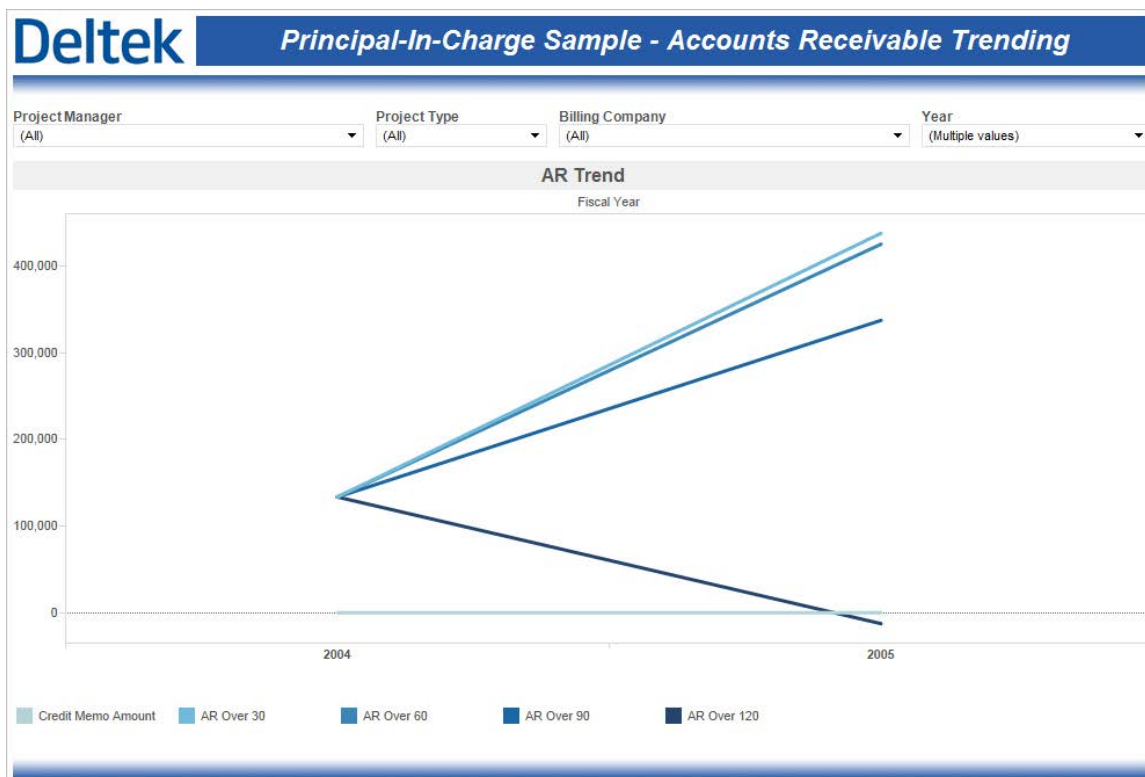 Deltek Principal-In-Charge Sample - Accounts Receivable Trending
Project Manager Project Type Billing Company Year
(All) (All) (All) (Multiple values)
AR Trend
Fiscal Year
400,000
300,000
200,000
100,000
0
2004 2005
Credit Memo Amount AR Over 30 AR Over 60 AR Over 90 AR Over 120